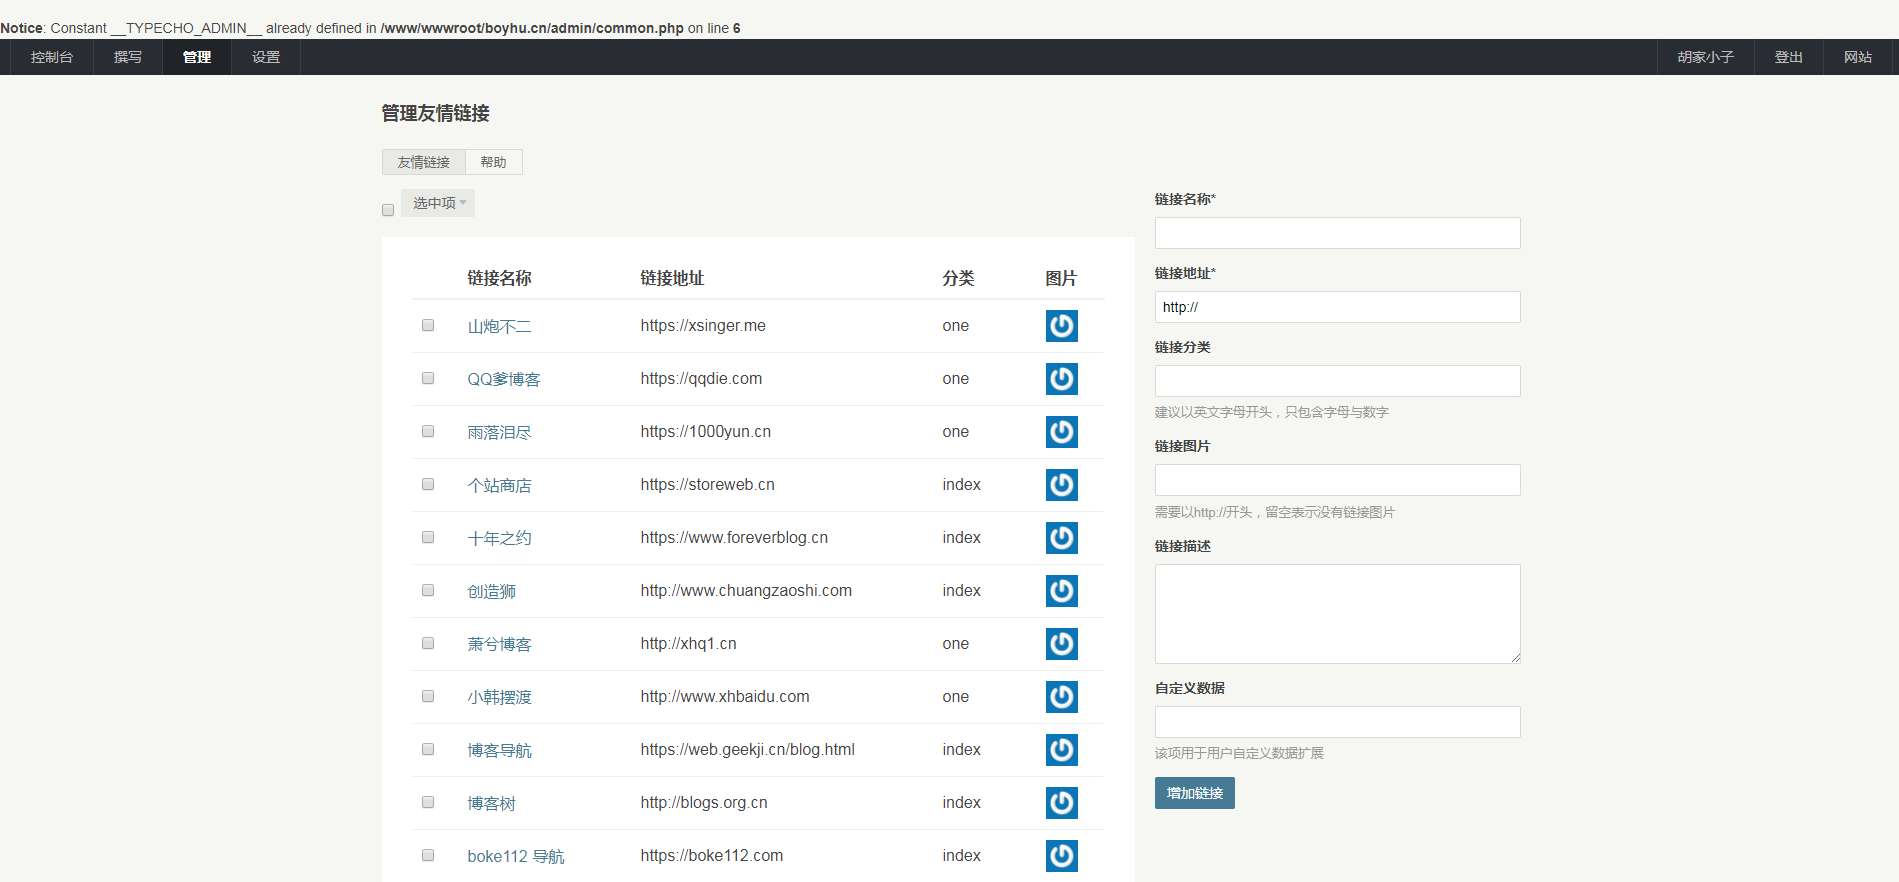 Notice: Constant __TYPECHO_ADMIN__ already defined in /www/wwwroot/boyhu.cn/admin/common.php on line 6
控制台 撰写 管理 设置 胡家小子 登出 网站
管理友情链接
友情链接 帮助
选中项
链接名称 链接地址 分类 图片
山炮不二 https://xsinger.me one
QQ爹博客 https://qqdie.com one
雨落泪尽 https://1000yun.cn one
个站商店 https://storeweb.cn index
十年之约 https://www.foreverblog.cn index
创造狮 http://www.chuangzaoshi.com index
萧兮博客 http://xhq1.cn one
小韩摆渡 http://www.xhbaidu.com one
博客导航 https://web.geekji.cn/blog.html index
博客树 http://blogs.org.cn index
boke112 导航 https://boke112.com index
链接名称*
链接地址*
http://
链接分类
建议以英文字母开头，只包含字母与数字
链接图片
需要以http://开头，留空表示没有链接图片
链接描述
自定义数据
该项用于用户自定义数据扩展
增加链接